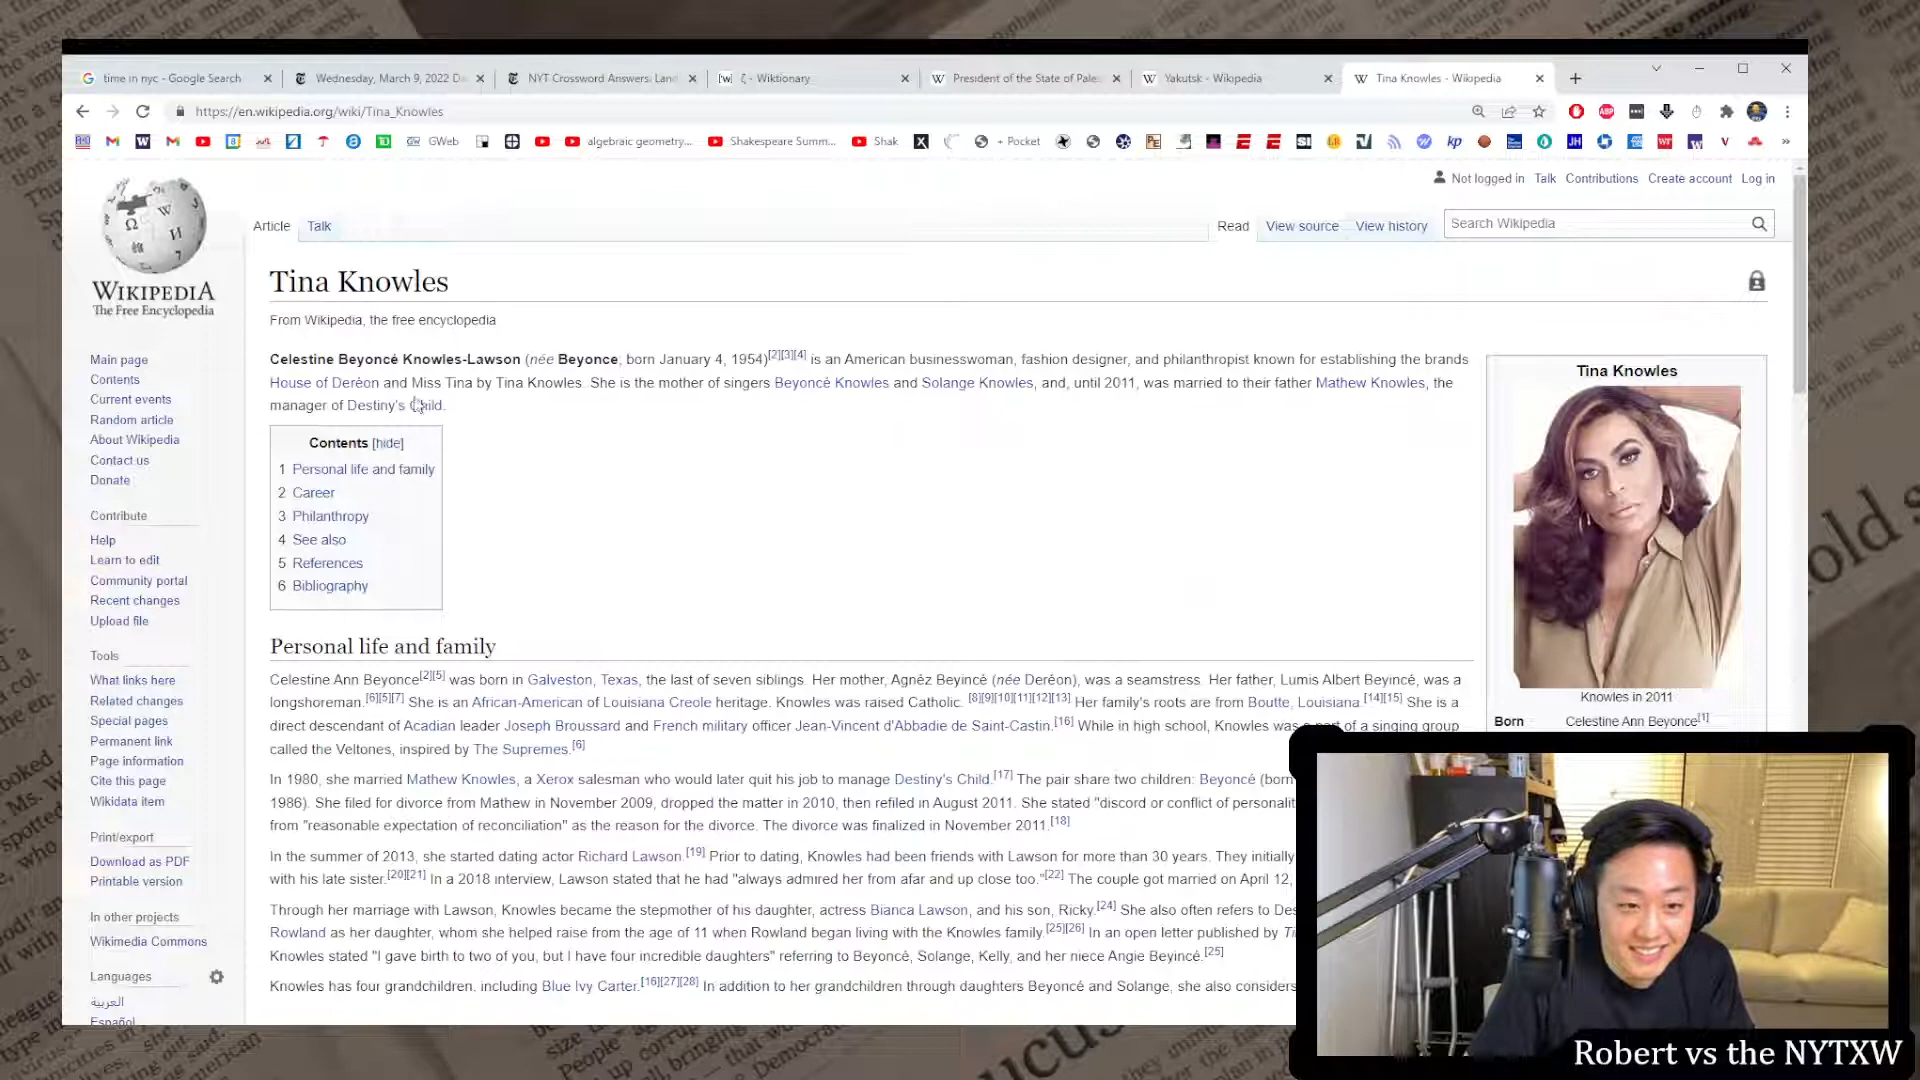 time in nyc - Google Search
Wednesday, March 9, 2022 Da
NYT Crossword Answers: Land
ζ - Wiktionary
President of the State of Pales
Yakutsk - Wikipedia
Tina Knowles - Wikipedia
https://en.wikipedia.org/wiki/Tina_Knowles
GWeb
algebraic geometry...
Shakespeare Summ...
Shak
+ Pocket
Not logged in Talk Contributions Create account Log in
Article Talk
Read View source View history
Search Wikipedia
WIKIPEDIA
The Free Encyclopedia
Main page
Contents
Current events
Random article
About Wikipedia
Contact us
Donate
Contribute
Help
Learn to edit
Community portal
Recent changes
Upload file
Tools
What links here
Related changes
Special pages
Permanent link
Page information
Cite this page
Wikidata item
Print/export
Download as PDF
Printable version
In other projects
Wikimedia Commons
Languages
العربية
Español
Tina Knowles
From Wikipedia, the free encyclopedia
Celestine Beyoncé Knowles-Lawson (née Beyonce, born January 4, 1954)[2][3][4] is an American businesswoman, fashion designer, and philanthropist known for establishing the brands
House of Deréon and Miss Tina by Tina Knowles. She is the mother of singers Beyoncé Knowles and Solange Knowles, and, until 2011, was married to their father Mathew Knowles, the
manager of Destiny's Child.
Contents [hide]
1 Personal life and family
2 Career
3 Philanthropy
4 See also
5 References
6 Bibliography
Tina Knowles
Knowles in 2011
Born Celestine Ann Beyonce[1]
Personal life and family
Celestine Ann Beyonce[2][5] was born in Galveston, Texas, the last of seven siblings. Her mother, Agnèz Beyincé (née Deréon), was a seamstress. Her father, Lumis Albert Beyincé, was a
longshoreman.[6][5][7] She is an African-American of Louisiana Creole heritage. Knowles was raised Catholic. [8][9][10][11][12][13] Her family's roots are from Boutte, Louisiana.[14][15] She is a
direct descendant of Acadian leader Joseph Broussard and French military officer Jean-Vincent d'Abbadie de Saint-Castin.[16] While in high school, Knowles was a part of a singing group
called the Veltones, inspired by The Supremes.[6]
In 1980, she married Mathew Knowles, a Xerox salesman who would later quit his job to manage Destiny's Child.[17] The pair share two children: Beyoncé (born
1986). She filed for divorce from Mathew in November 2009, dropped the matter in 2010, then refiled in August 2011. She stated "discord or conflict of personalit
from "reasonable expectation of reconciliation" as the reason for the divorce. The divorce was finalized in November 2011.[18]
In the summer of 2013, she started dating actor Richard Lawson.[19] Prior to dating, Knowles had been friends with Lawson for more than 30 years. They initially
with his late sister.[20][21] In a 2018 interview, Lawson stated that he had "always admired her from afar and up close too."[22] The couple got married on April 12,
Through her marriage with Lawson, Knowles became the stepmother of his daughter, actress Bianca Lawson, and his son, Ricky.[24] She also often refers to Des
Rowland as her daughter, whom she helped raise from the age of 11 when Rowland began living with the Knowles family.[25][26] In an open letter published by Ti
Knowles stated "I gave birth to two of you, but I have four incredible daughters" referring to Beyoncé, Solange, Kelly, and her niece Angie Beyincé.[25]
Knowles has four grandchildren, including Blue Ivy Carter.[16][27][28] In addition to her grandchildren through daughters Beyoncé and Solange, she also considers
Robert vs the NYTXW